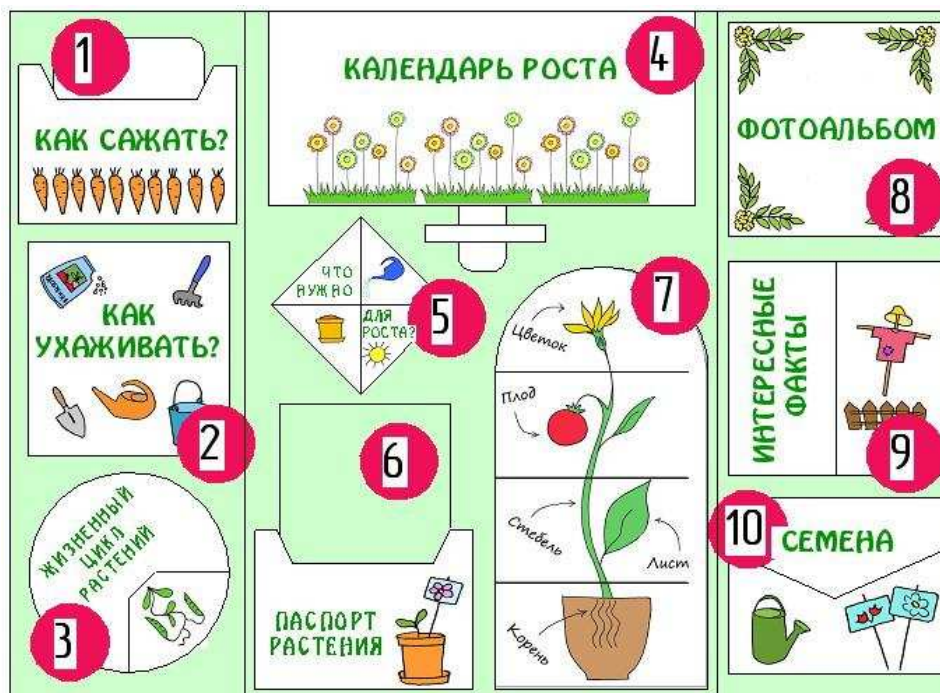 1
КАК САЖАТЬ?
КАК
УХАЖИВАТЬ?
2
ЖИЗНЕННЫЙ
ЦИКЛ
РАСТЕНИЙ
3
4
КАЛЕНДАРЬ РОСТА
ЧТО
НУЖНО
ДЛЯ
РОСТА?
5
6
ПАСПОРТ
РАСТЕНИЯ
7
Цветок
Плод
Стебель
Лист
Корень
ФОТОАЛЬБОМ
8
ИНТЕРЕСНЫЕ
ФАКТЫ
9
10
СЕМЕНА